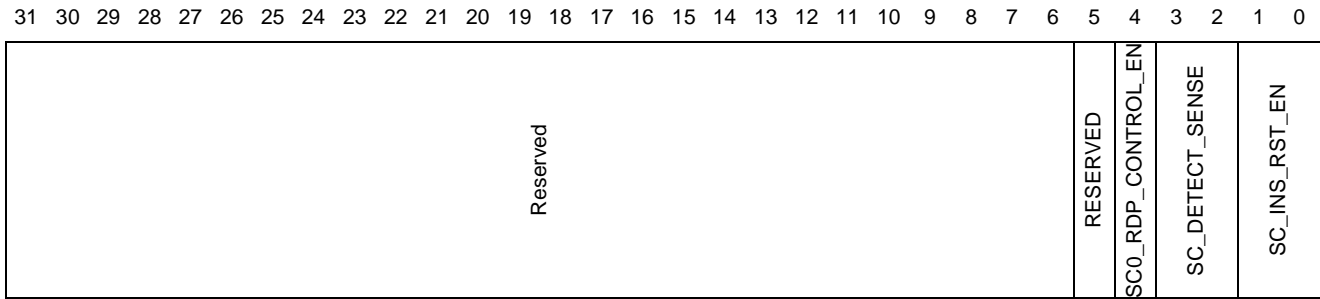 31 30 29 28 27 26 25 24 23 22 21 20 19 18 17 16 15 14 13 12 11 10 9 8 7 6 5 4 3 2 1 0
Reserved
RESERVED
SC0_RDP_CONTROL_EN
SC_DETECT_SENSE
SC_INS_RST_EN